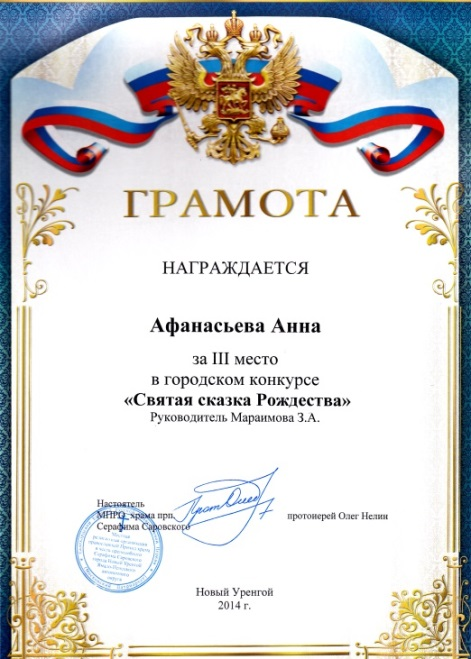 ГРАМОТА
НАГРАЖДАЕТСЯ
Афанасьева Анна
за III место
в городском конкурсе
«Святая сказка Рождества»
Руководитель Мараимова З.А.
Настоятель
МПРО храма прп.
Серафима Саровского
протоиерей Олег Нелин
Новый Уренгой
2014 г.